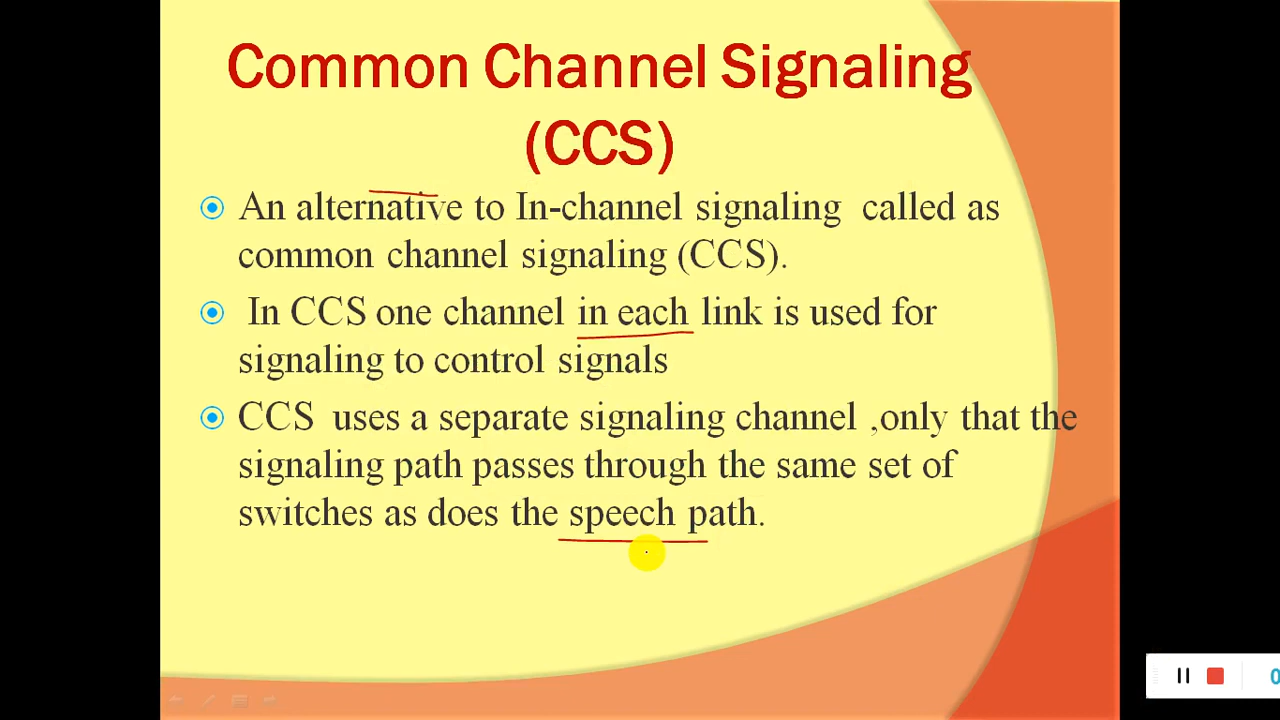 Common Channel Signaling
(CCS)
An alternative to In-channel signaling called as
common channel signaling (CCS).
In CCS one channel in each link is used for
signaling to control signals
CCS uses a separate signaling channel ,only that the
signaling path passes through the same set of
switches as does the speech path.
0